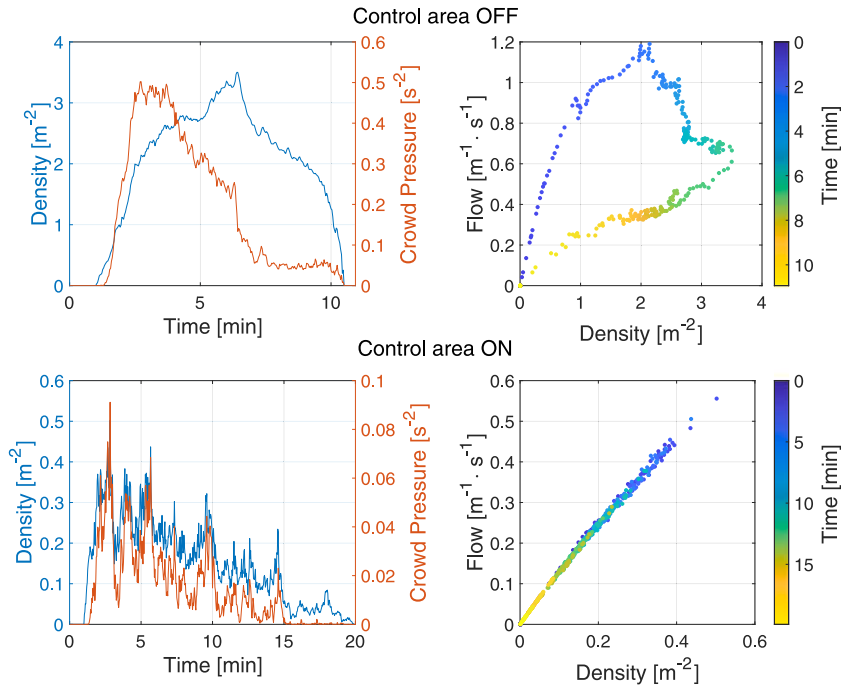 Control area OFF
4
3
2
1
0
Density [m⁻²]
0.6
0.5
0.4
0.3
0.2
0.1
0
Crowd Pressure [s⁻²]
0 5 10
Time [min]
1.2
1
0.8
0.6
0.4
0.2
0
Flow [m⁻¹ · s⁻¹]
0 1 2 3 4
Density [m⁻²]
0
2
4
6
8
10
Time [min]
Control area ON
0.6
0.5
0.4
0.3
0.2
0.1
0
Density [m⁻²]
0.1
0.08
0.06
0.04
0.02
0
Crowd Pressure [s⁻²]
0 5 10 15 20
Time [min]
0.6
0.5
0.4
0.3
0.2
0.1
0
Flow [m⁻¹ · s⁻¹]
0 0.2 0.4 0.6
Density [m⁻²]
0
5
10
15
Time [min]